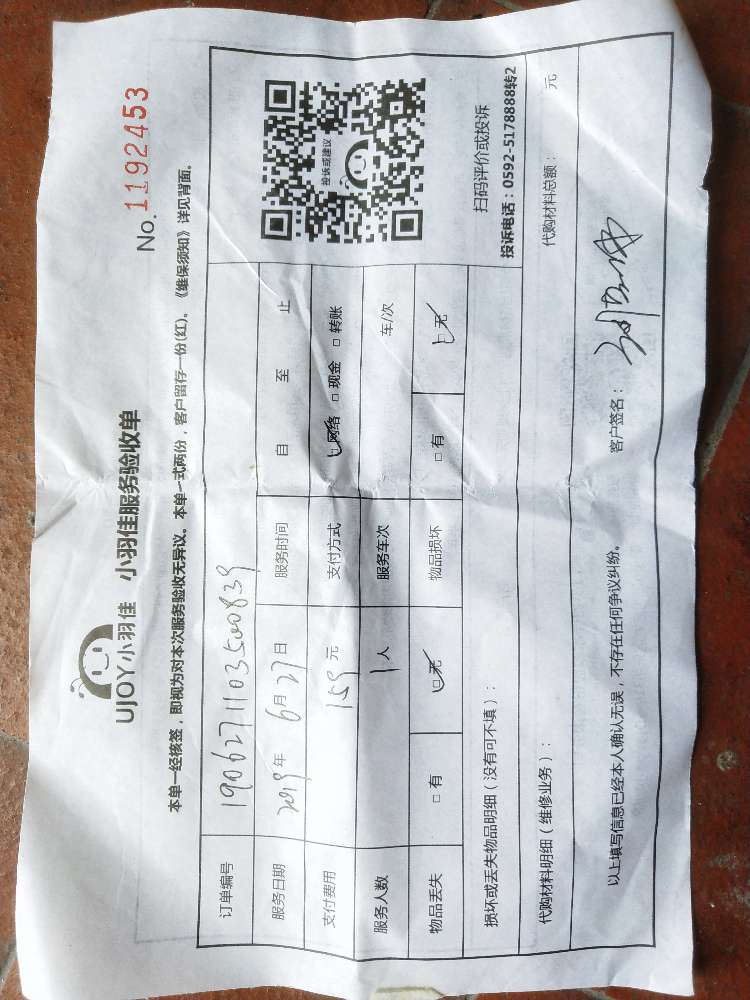 UJOY小羽佳 小羽佳服务验收单
No.1192453
本单一经核签，即视为对本次服务验收无异议。本单一式两份，客户留存一份(红)。《维保须知》详见背面。
订单编号 1906271103500839
服务日期 2019年 6月27日 服务时间 自 至 止
支付费用 159元 支付方式 □网络 □现金 □转账
服务人数 1人 服务车次 车/次
物品丢失 □有 □无 物品损坏 □有 □无
投诉或建议
扫码评价或投诉
投诉电话：0592-5178888转2
损坏或丢失物品明细（没有可不填）：
代购材料明细（维修业务）： 代购材料总额： 元
以上填写信息已经本人确认无误，不存在任何争议纠纷。 客户签名：